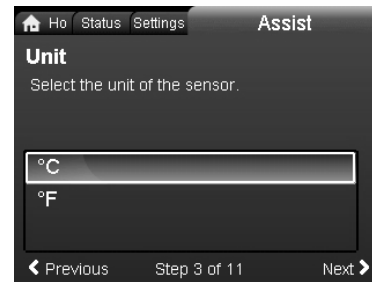 Ho Status Settings Assist
Unit
Select the unit of the sensor.
°C
°F
Previous Step 3 of 11 Next